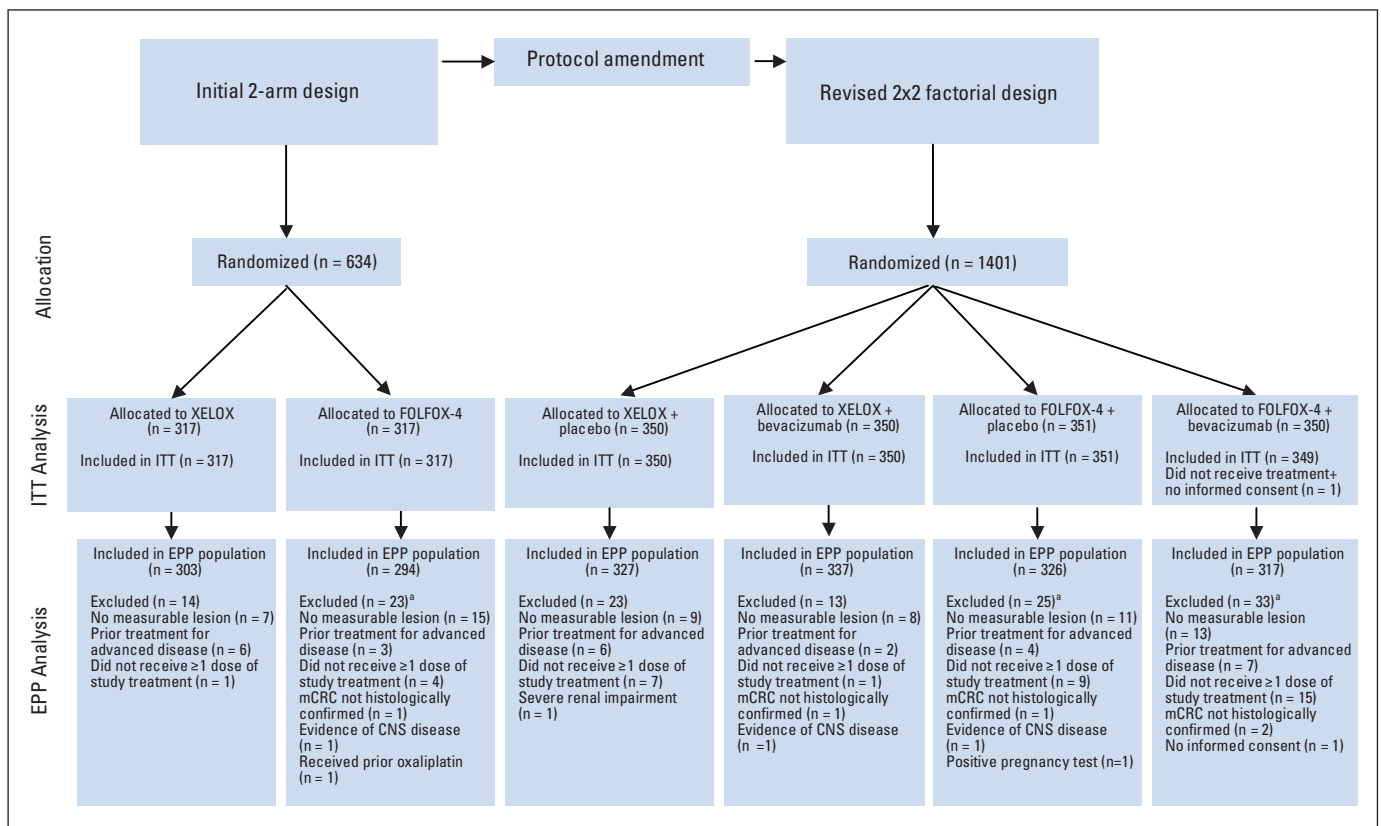 Initial 2-arm design
Protocol amendment
Revised 2x2 factorial design
Allocation
Randomized (n = 634)
Randomized (n = 1401)
ITT Analysis
Allocated to XELOX
(n = 317)
Included in ITT (n = 317)
Allocated to FOLFOX-4
(n = 317)
Included in ITT (n = 317)
Allocated to XELOX +
placebo (n = 350)
Included in ITT (n = 350)
Allocated to XELOX +
bevacizumab (n = 350)
Included in ITT (n = 350)
Allocated to FOLFOX-4 +
placebo (n = 351)
Included in ITT (n = 351)
Allocated to FOLFOX-4 +
bevacizumab (n = 350)
Included in ITT (n = 349)
Did not receive treatment+
no informed consent (n = 1)
EPP Analysis
Included in EPP population
(n = 303)
Excluded (n = 14)
No measurable lesion (n = 7)
Prior treatment for
advanced disease (n = 6)
Did not receive ≥1 dose of
study treatment (n = 1)
Included in EPP population
(n = 294)
Excluded (n = 23)a
No measurable lesion (n = 15)
Prior treatment for advanced
disease (n = 3)
Did not receive ≥1 dose of
study treatment (n = 4)
mCRC not histologically
confirmed (n = 1)
Evidence of CNS disease
(n = 1)
Received prior oxaliplatin
(n = 1)
Included in EPP population
(n = 327)
Excluded (n = 23)
No measurable lesion (n = 9)
Prior treatment for advanced
disease (n = 6)
Did not receive ≥1 dose of
study treatment (n = 7)
Severe renal impairment
(n = 1)
Included in EPP population
(n = 337)
Excluded (n = 13)
No measurable lesion (n = 8)
Prior treatment for
advanced disease (n = 2)
Did not receive ≥1 dose of
study treatment (n = 1)
mCRC not histologically
confirmed (n = 1)
Evidence of CNS disease
(n =1)
Included in EPP population
(n = 326)
Excluded (n = 25)a
No measurable lesion (n = 11)
Prior treatment for advanced
disease (n = 4)
Did not receive ≥1 dose of
study treatment (n = 9)
mCRC not histologically
confirmed (n = 1)
Evidence of CNS disease
(n = 1)
Positive pregnancy test (n=1)
Included in EPP population
(n = 317)
Excluded (n = 33)a
No measurable lesion
(n = 13)
Prior treatment for advanced
disease (n = 7)
Did not receive ≥1 dose of
study treatment (n = 15)
mCRC not histologically
confirmed (n = 2)
No informed consent (n = 1)